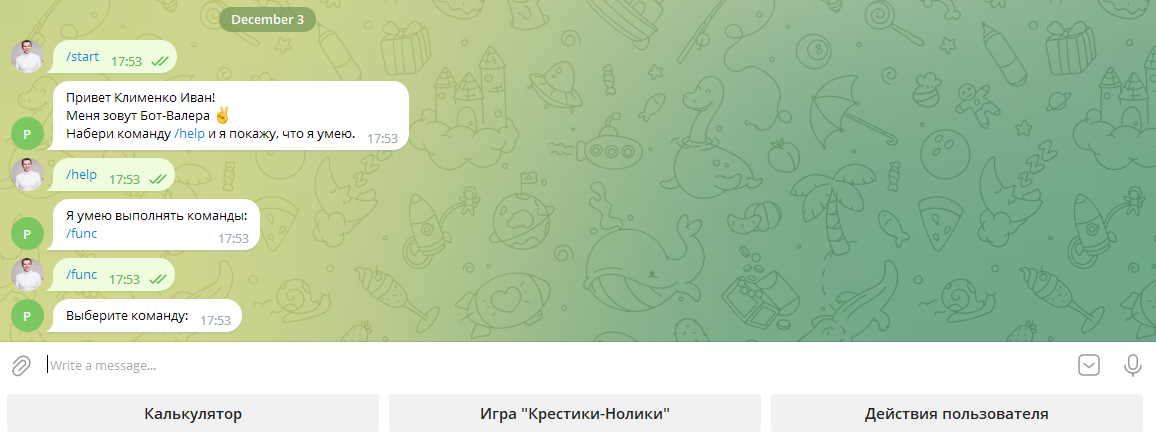 December 3
/start 17:53
Привет Клименко Иван!
Меня зовут Бот-Валера ✌
Набери команду /help и я покажу, что я умею. 17:53
P
/help 17:53
Я умею выполнять команды:
/func 17:53
P
/func 17:53
Выберите команду: 17:53
P
Write a message...
Калькулятор
Игра "Крестики-Нолики"
Действия пользователя